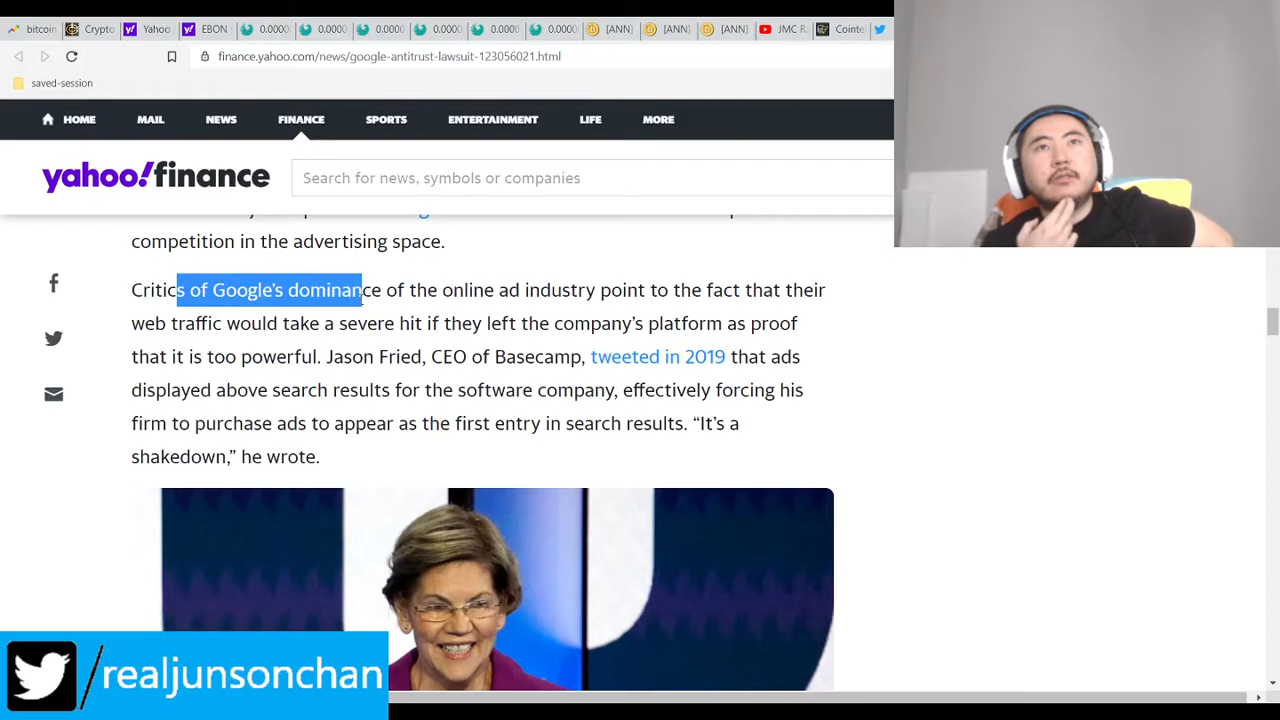 bitcoin
Crypto
Yahoo
EBON
0.0000
0.0000
0.0000
0.0000
0.0000
0.0000
[ANN]
[ANN]
[ANN]
JMC R
Cointe
finance.yahoo.com/news/google-antitrust-lawsuit-123056021.html
saved-session
HOME
MAIL
NEWS
FINANCE
SPORTS
ENTERTAINMENT
LIFE
MORE
yahoo!finance
Search for news, symbols or companies
competition in the advertising space.
Critics of Google’s dominance of the online ad industry point to the fact that their
web traffic would take a severe hit if they left the company’s platform as proof
that it is too powerful. Jason Fried, CEO of Basecamp, tweeted in 2019 that ads
displayed above search results for the software company, effectively forcing his
firm to purchase ads to appear as the first entry in search results. “It’s a
shakedown,” he wrote.
/realjunsonchan